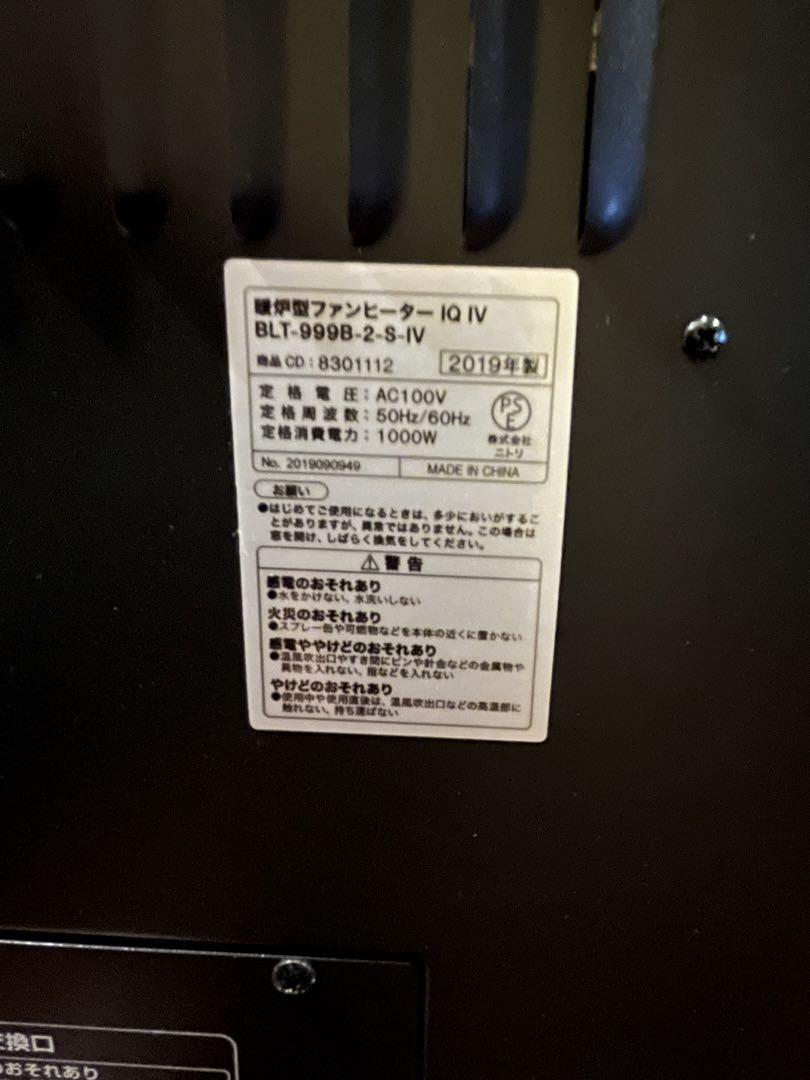 暖炉型ファンヒーター IQ IV
BLT-999B-2-S-IV
商品CD：8301112 2019年製
定格電圧：AC100V
定格周波数：50Hz/60Hz
定格消費電力：1000W
PSE
株式会社
ニトリ
No. 2019090949 MADE IN CHINA
お願い
●はじめてご使用になるときは、多少においがするこ
とがありますが、異常ではありません。この場合は
窓を開け、しばらく換気をしてください。
⚠警告
感電のおそれあり
●水をかけない、水洗いしない
火災のおそれあり
●スプレー缶や可燃物などを本体の近くに置かない
感電ややけどのおそれあり
●温風吹出口やすき間にピンや針金などの金属物や
異物を入れない、指などを入れない
やけどのおそれあり
●使用中や使用直後は、温風吹出口などの高温部に
触れない、持ち運ばない
交換口
のおそれあり